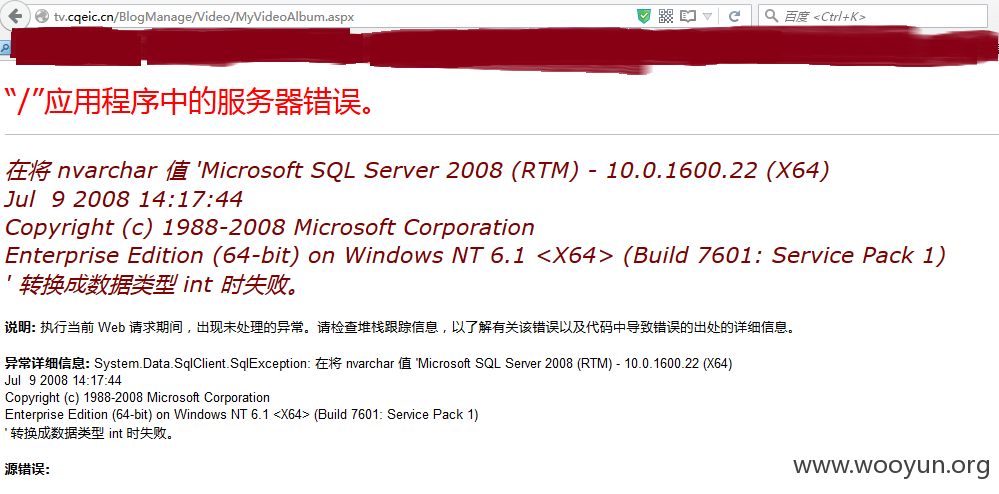 tv.cqeic.cn/BlogManage/Video/MyVideoAlbum.aspx
百度 <Ctrl+K>
“/”应用程序中的服务器错误。
在将 nvarchar 值 'Microsoft SQL Server 2008 (RTM) - 10.0.1600.22 (X64)
Jul 9 2008 14:17:44
Copyright (c) 1988-2008 Microsoft Corporation
Enterprise Edition (64-bit) on Windows NT 6.1 <X64> (Build 7601: Service Pack 1)
' 转换成数据类型 int 时失败。
说明: 执行当前 Web 请求期间，出现未处理的异常。请检查堆栈跟踪信息，以了解有关该错误以及代码中导致错误的出处的详细信息。
异常详细信息: System.Data.SqlClient.SqlException: 在将 nvarchar 值 'Microsoft SQL Server 2008 (RTM) - 10.0.1600.22 (X64)
Jul 9 2008 14:17:44
Copyright (c) 1988-2008 Microsoft Corporation
Enterprise Edition (64-bit) on Windows NT 6.1 <X64> (Build 7601: Service Pack 1)
' 转换成数据类型 int 时失败。
源错误:
www.wooyun.org